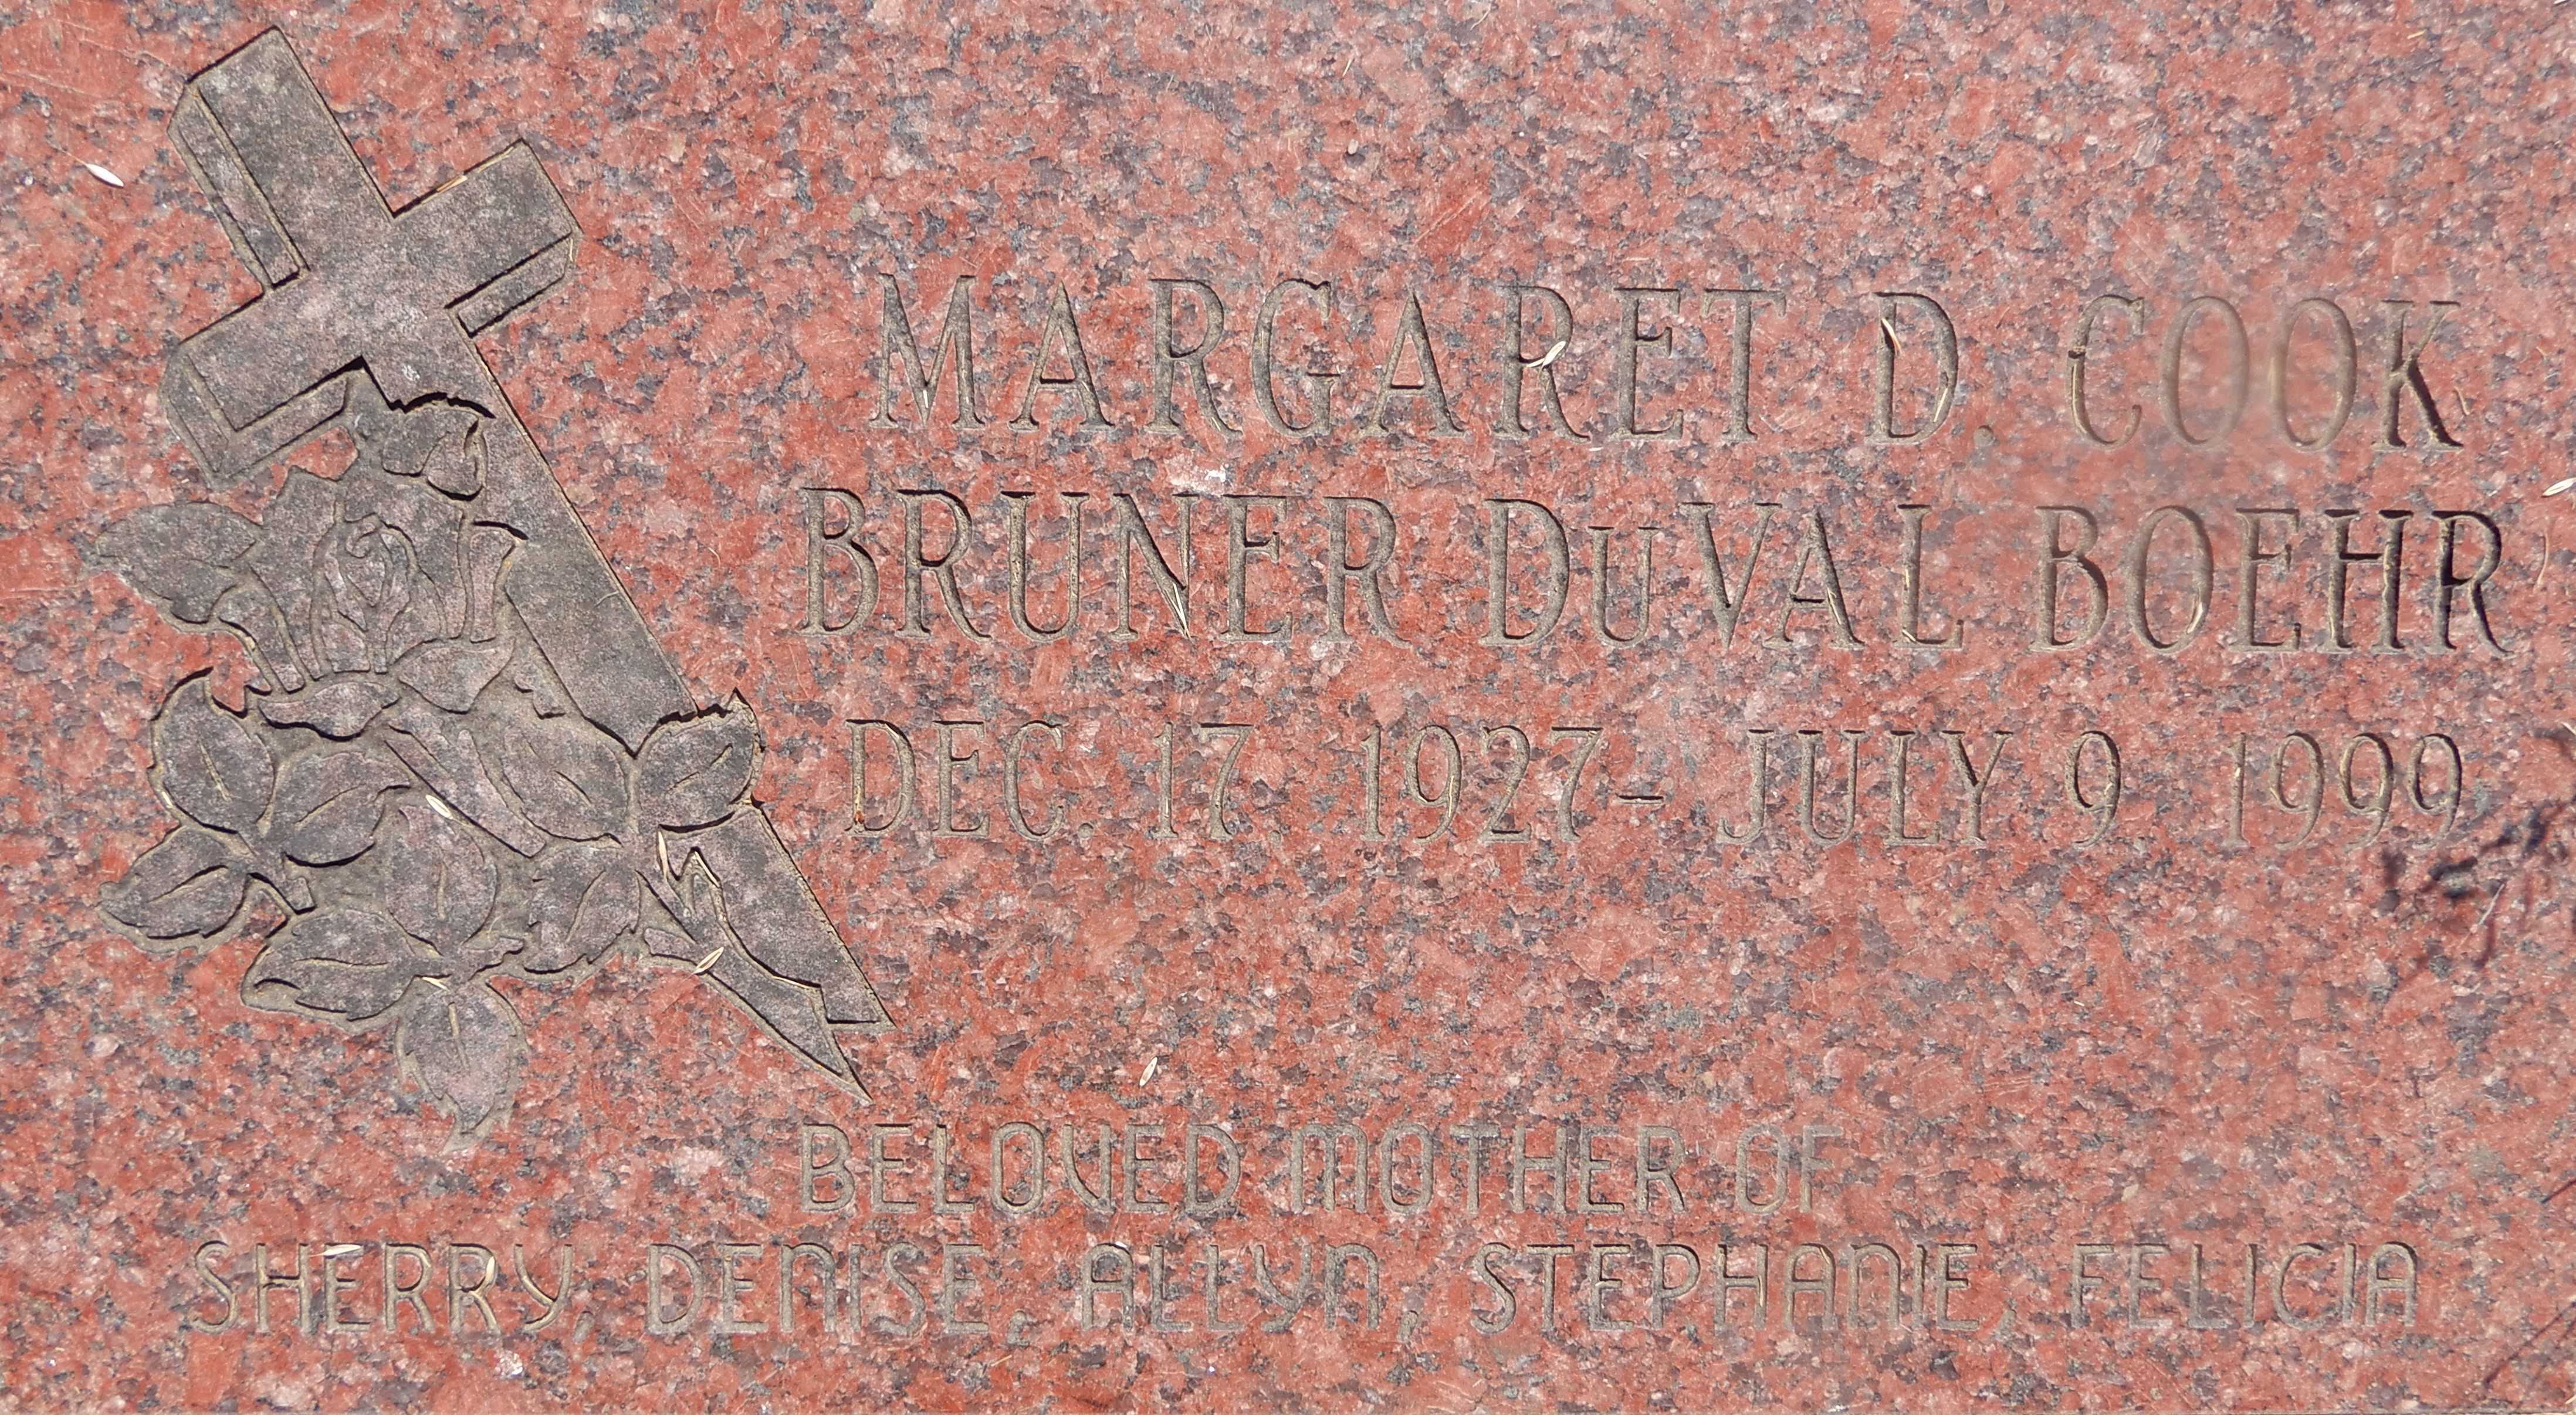 MARGARET D. COOK
BRUNER DuVAL BOEHR
DEC. 17, 1927 - JULY 9, 1999
BELOVED MOTHER OF
SHERRY, DENISE, ALLYN, STEPHANIE, FELICIA